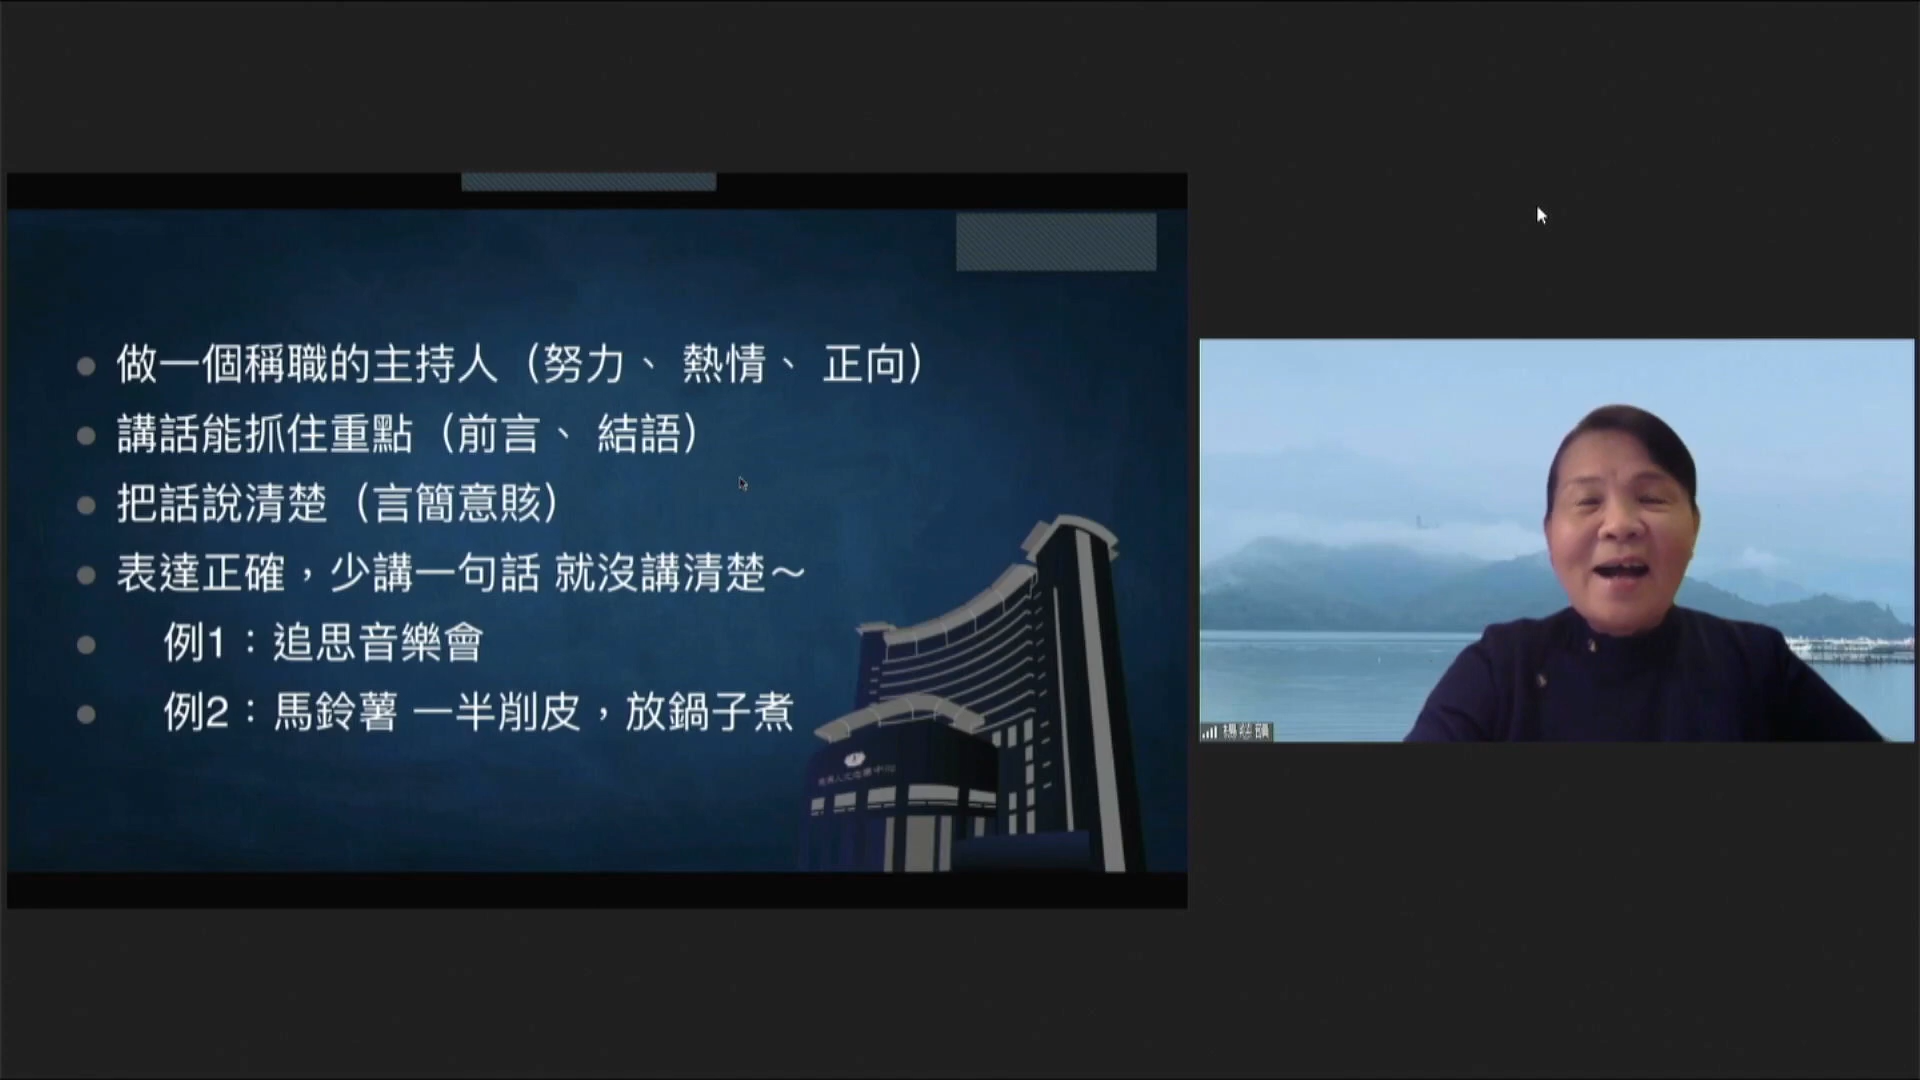 做一個稱職的主持人（努力、 熱情、 正向）
講話能抓住重點（前言、 結語）
把話說清楚（言簡意賅）
表達正確，少講一句話 就沒講清楚～
例1：追思音樂會
例2：馬鈴薯 一半削皮，放鍋子煮